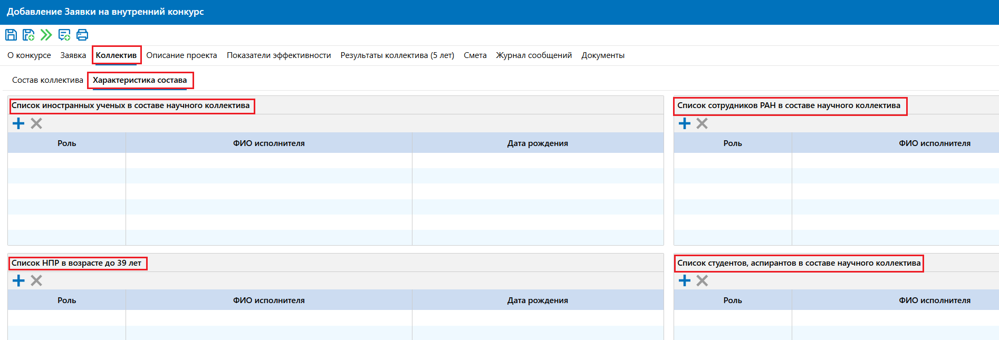 Добавление Заявки на внутренний конкурс
О конкурсе Заявка Коллектив Описание проекта Показатели эффективности Результаты коллектива (5 лет) Смета Журнал сообщений Документы
Состав коллектива Характеристика состава
Список иностранных ученых в составе научного коллектива
Роль ФИО исполнителя Дата рождения
Список сотрудников РАН в составе научного коллектива
Роль ФИО исполнителя
Список НПР в возрасте до 39 лет
Роль ФИО исполнителя Дата рождения
Список студентов, аспирантов в составе научного коллектива
Роль ФИО исполнителя